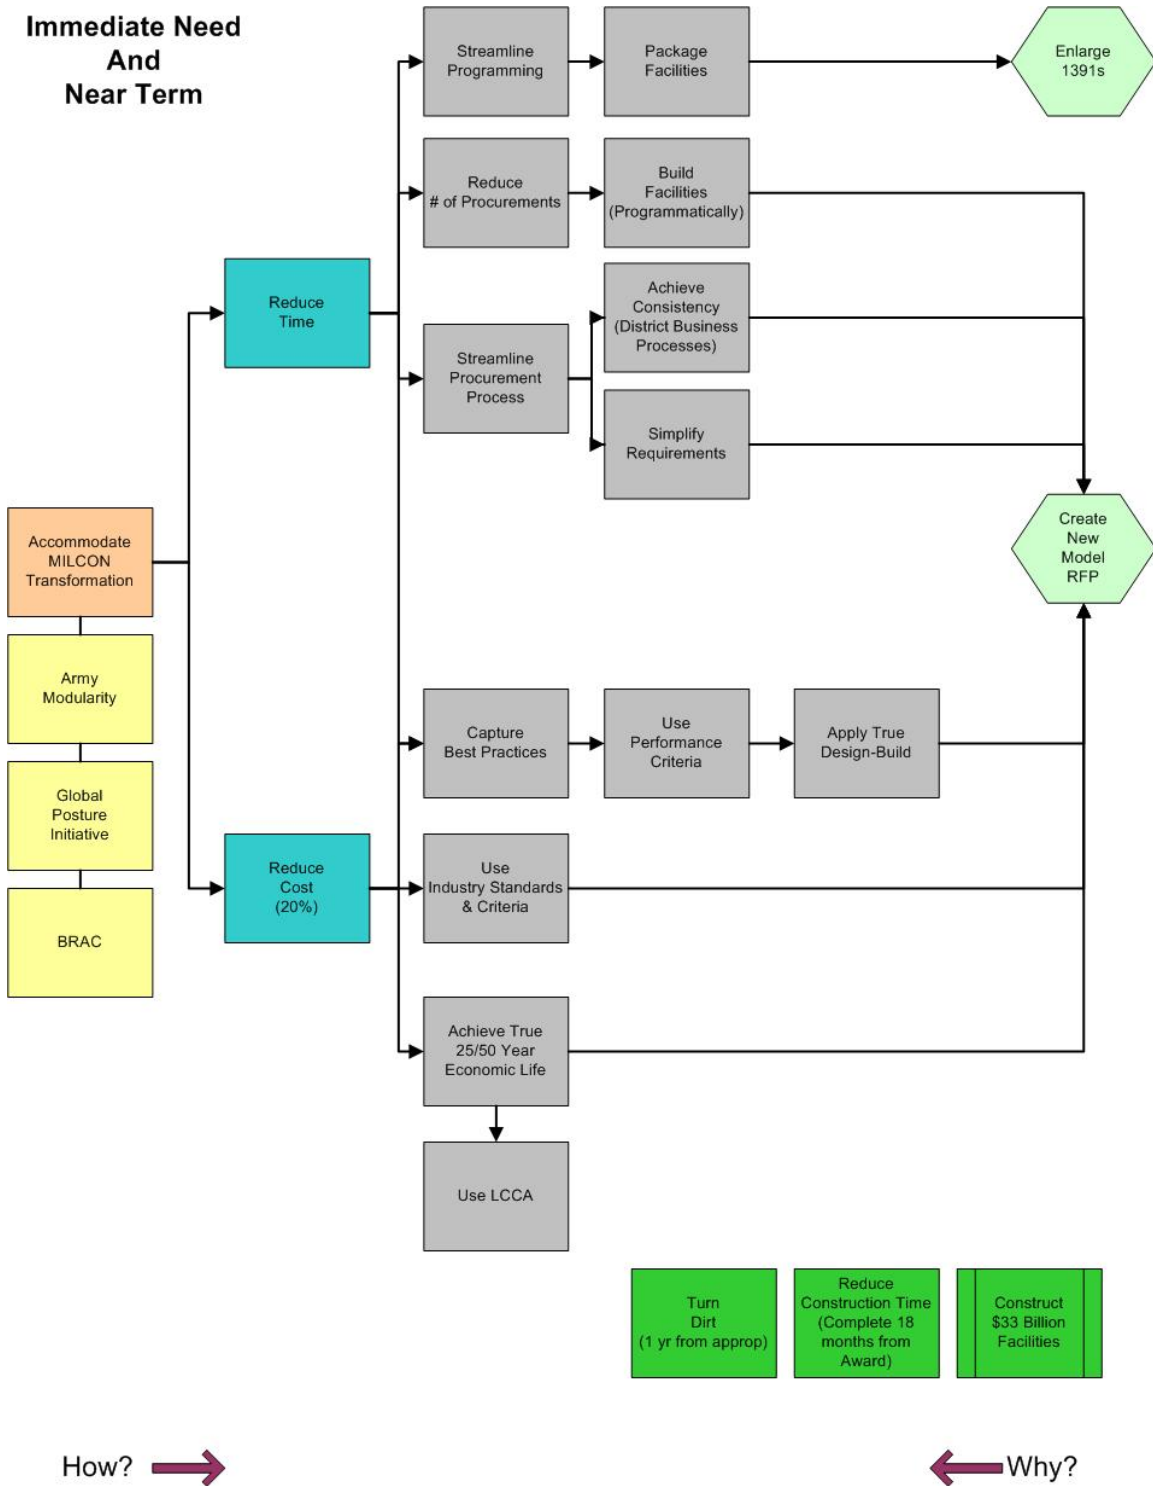 Immediate Need
And
Near Term
Streamline
Programming
Package
Facilities
Enlarge
1391s
Reduce
# of Procurements
Build
Facilities
(Programmatically)
Reduce
Time
Achieve
Consistency
(District Business
Processes)
Streamline
Procurement
Process
Simplify
Requirements
Accommodate
MILCON
Transformation
Create
New
Model
RFP
Army
Modularity
Capture
Best Practices
Use
Performance
Criteria
Apply True
Design-Build
Global
Posture
Initiative
Reduce
Cost
(20%)
Use
Industry Standards
& Criteria
BRAC
Achieve True
25/50 Year
Economic Life
Use LCCA
Turn
Dirt
(1 yr from approp)
Reduce
Construction Time
(Complete 18
months from
Award)
Construct
$33 Billion
Facilities
How?
Why?